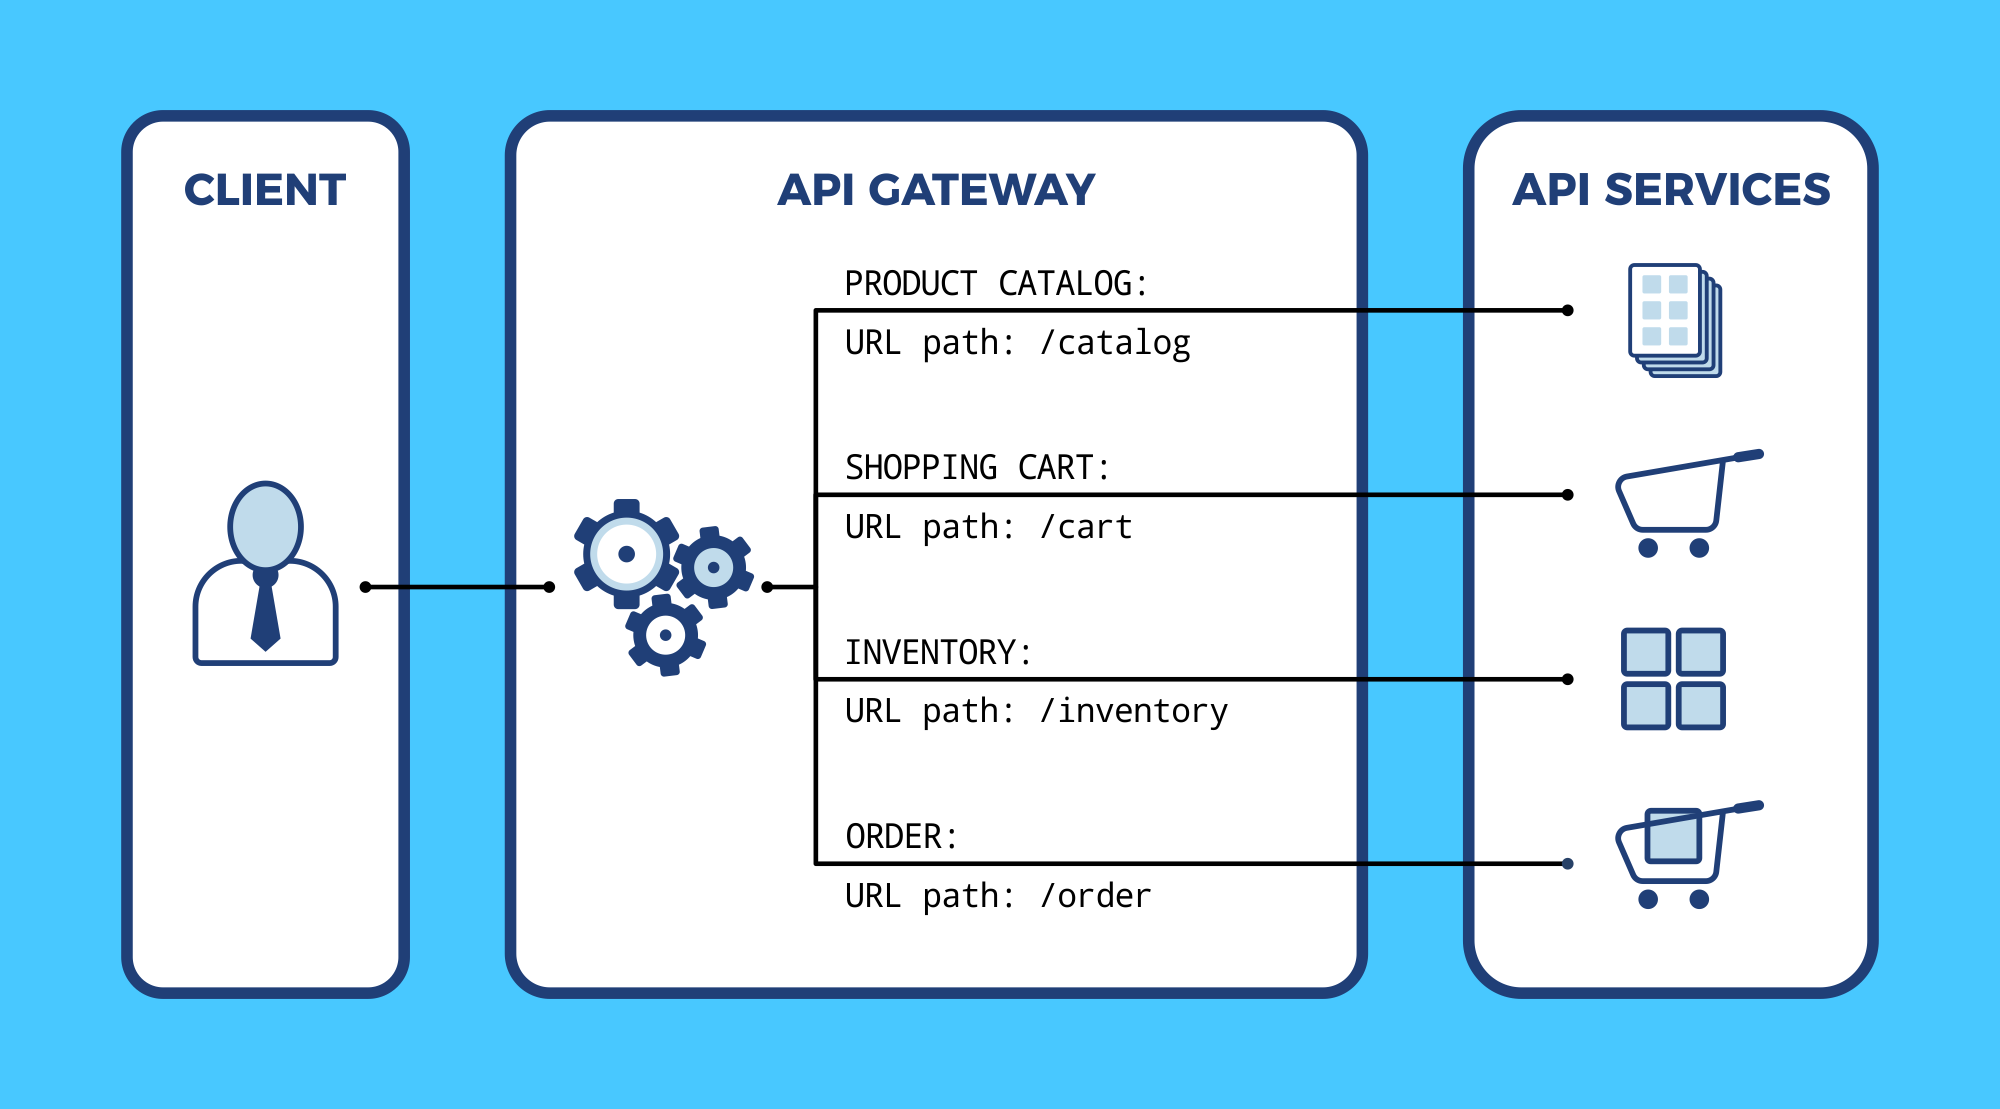 CLIENT
API GATEWAY
API SERVICES
PRODUCT CATALOG:
URL path: /catalog
SHOPPING CART:
URL path: /cart
INVENTORY:
URL path: /inventory
ORDER:
URL path: /order